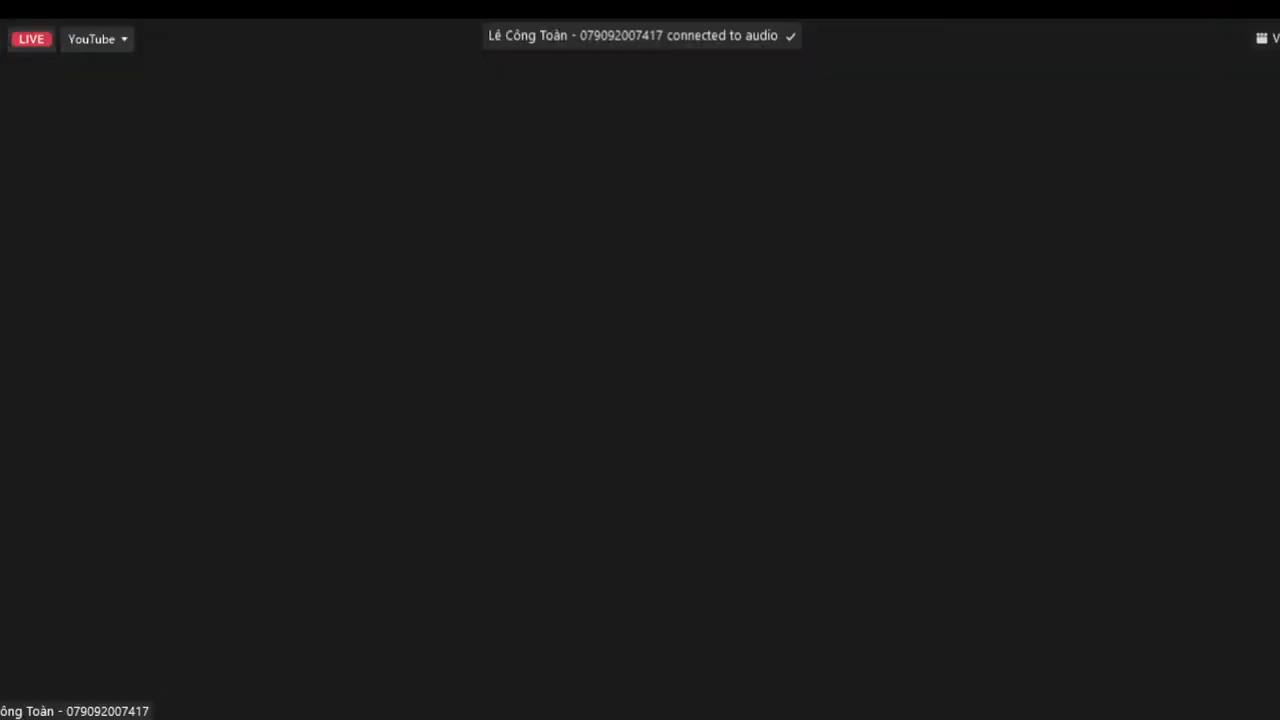 LIVE
YouTube
Lê Công Toàn - 079092007417 connected to audio
V
ông Toàn - 079092007417